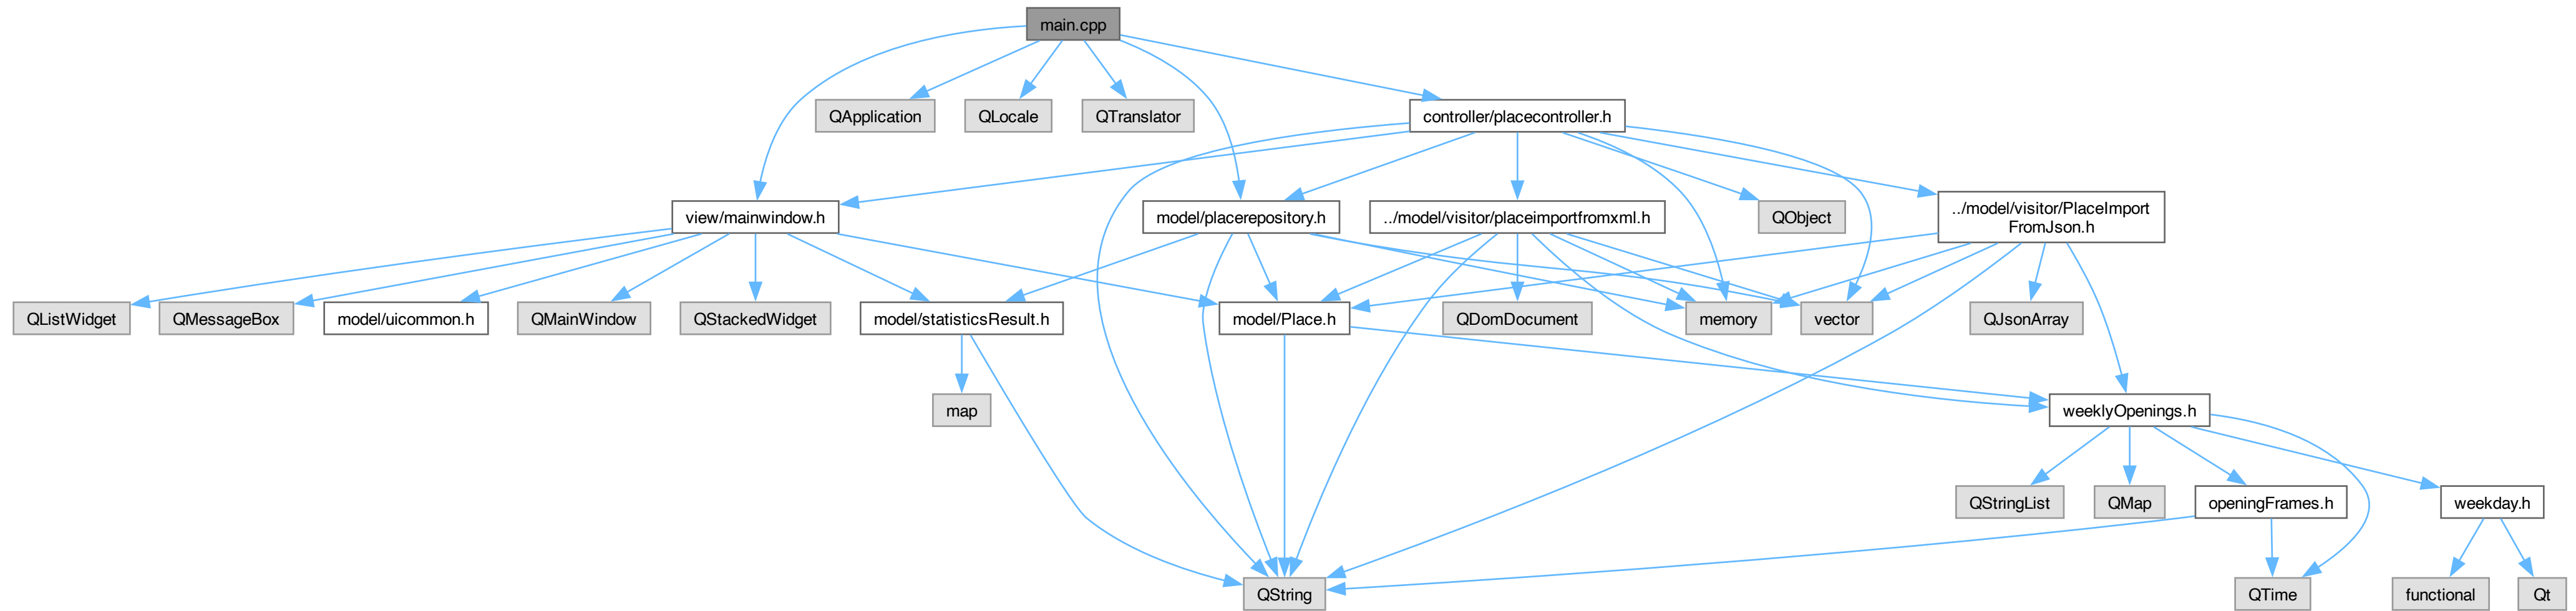 main.cpp
QApplication
QLocale
QTranslator
controller/placecontroller.h
view/mainwindow.h
model/placerepository.h
../model/visitor/placeimportfromxml.h
QObject
../model/visitor/PlaceImport
FromJson.h
QListWidget
QMessageBox
model/uicommon.h
QMainWindow
QStackedWidget
model/statisticsResult.h
model/Place.h
QDomDocument
memory
vector
QJsonArray
map
weeklyOpenings.h
QStringList
QMap
openingFrames.h
weekday.h
QString
QTime
functional
Qt